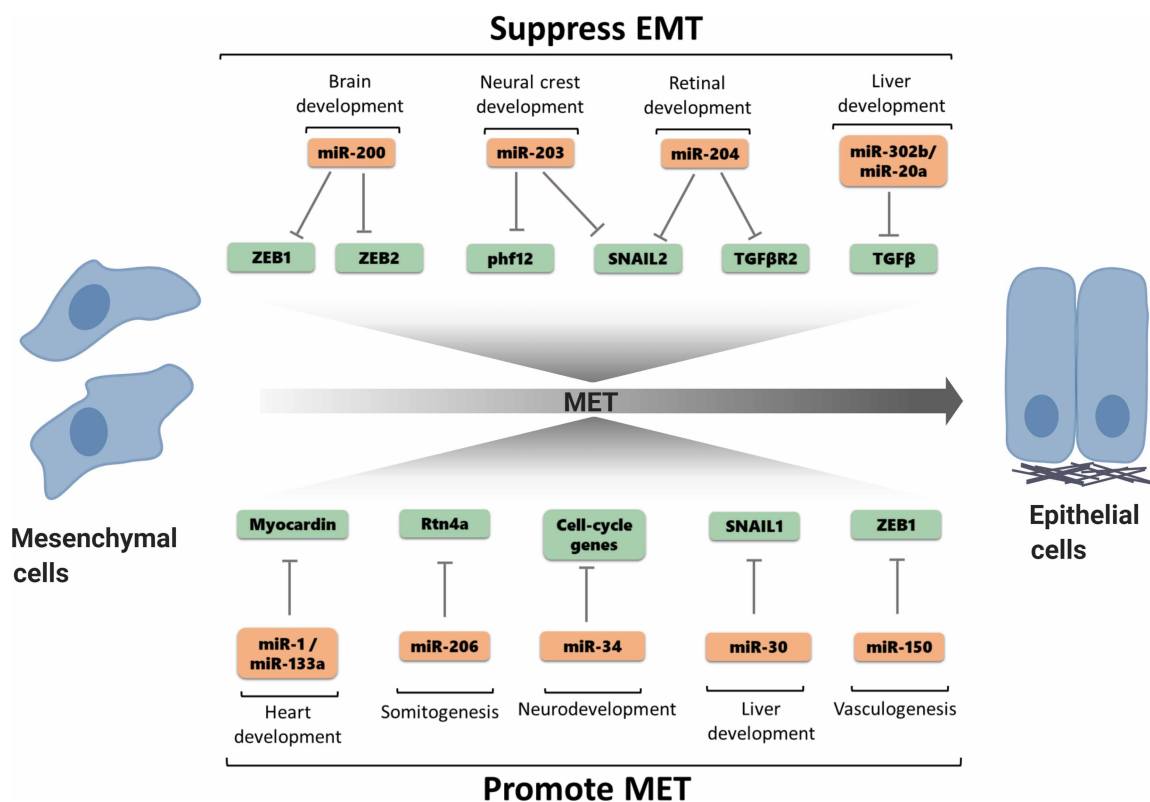 Suppress EMT
Brain
development
Neural crest
development
Retinal
development
Liver
development
miR-200
miR-203
miR-204
miR-302b/
miR-20a
ZEB1
ZEB2
phf12
SNAIL2
TGFβR2
TGFβ
MET
Mesenchymal
cells
Epithelial
cells
Myocardin
Rtn4a
Cell-cycle
genes
SNAIL1
ZEB1
miR-1 /
miR-133a
miR-206
miR-34
miR-30
miR-150
Heart
development
Somitogenesis
Neurodevelopment
Liver
development
Vasculogenesis
Promote MET